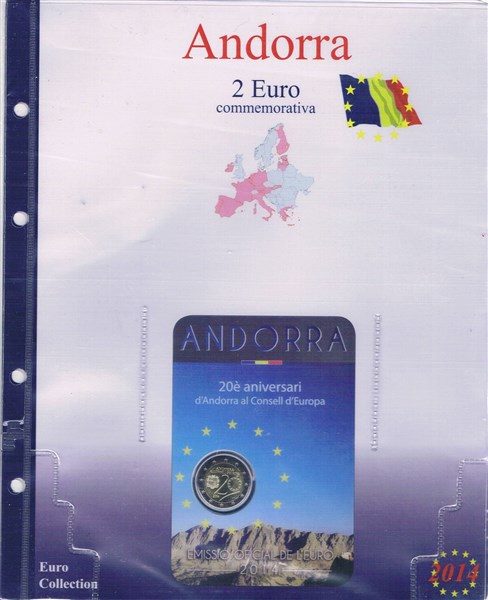 Andorra
2 Euro
commemorativa
ANDORRA
20è aniversari
d'Andorra al Consell d'Europa
20
EMISSIÓ OFICIAL DE L'EURO
2014
Euro
Collection
2014